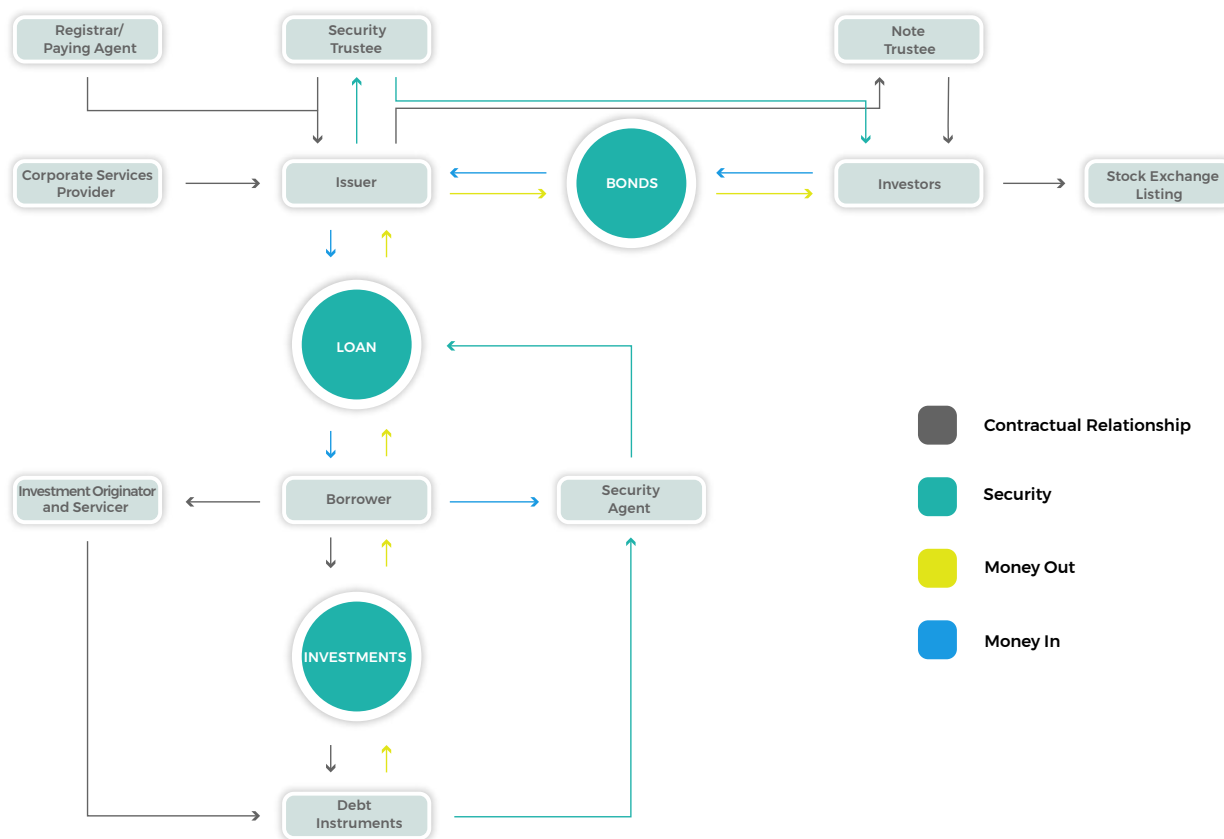 Registrar/
Paying Agent
Security
Trustee
Note
Trustee
Corporate Services
Provider
Issuer
BONDS
Investors
Stock Exchange
Listing
LOAN
Contractual Relationship
Investment Originator
and Servicer
Borrower
Security
Agent
Security
Money Out
Money In
INVESTMENTS
Debt
Instruments